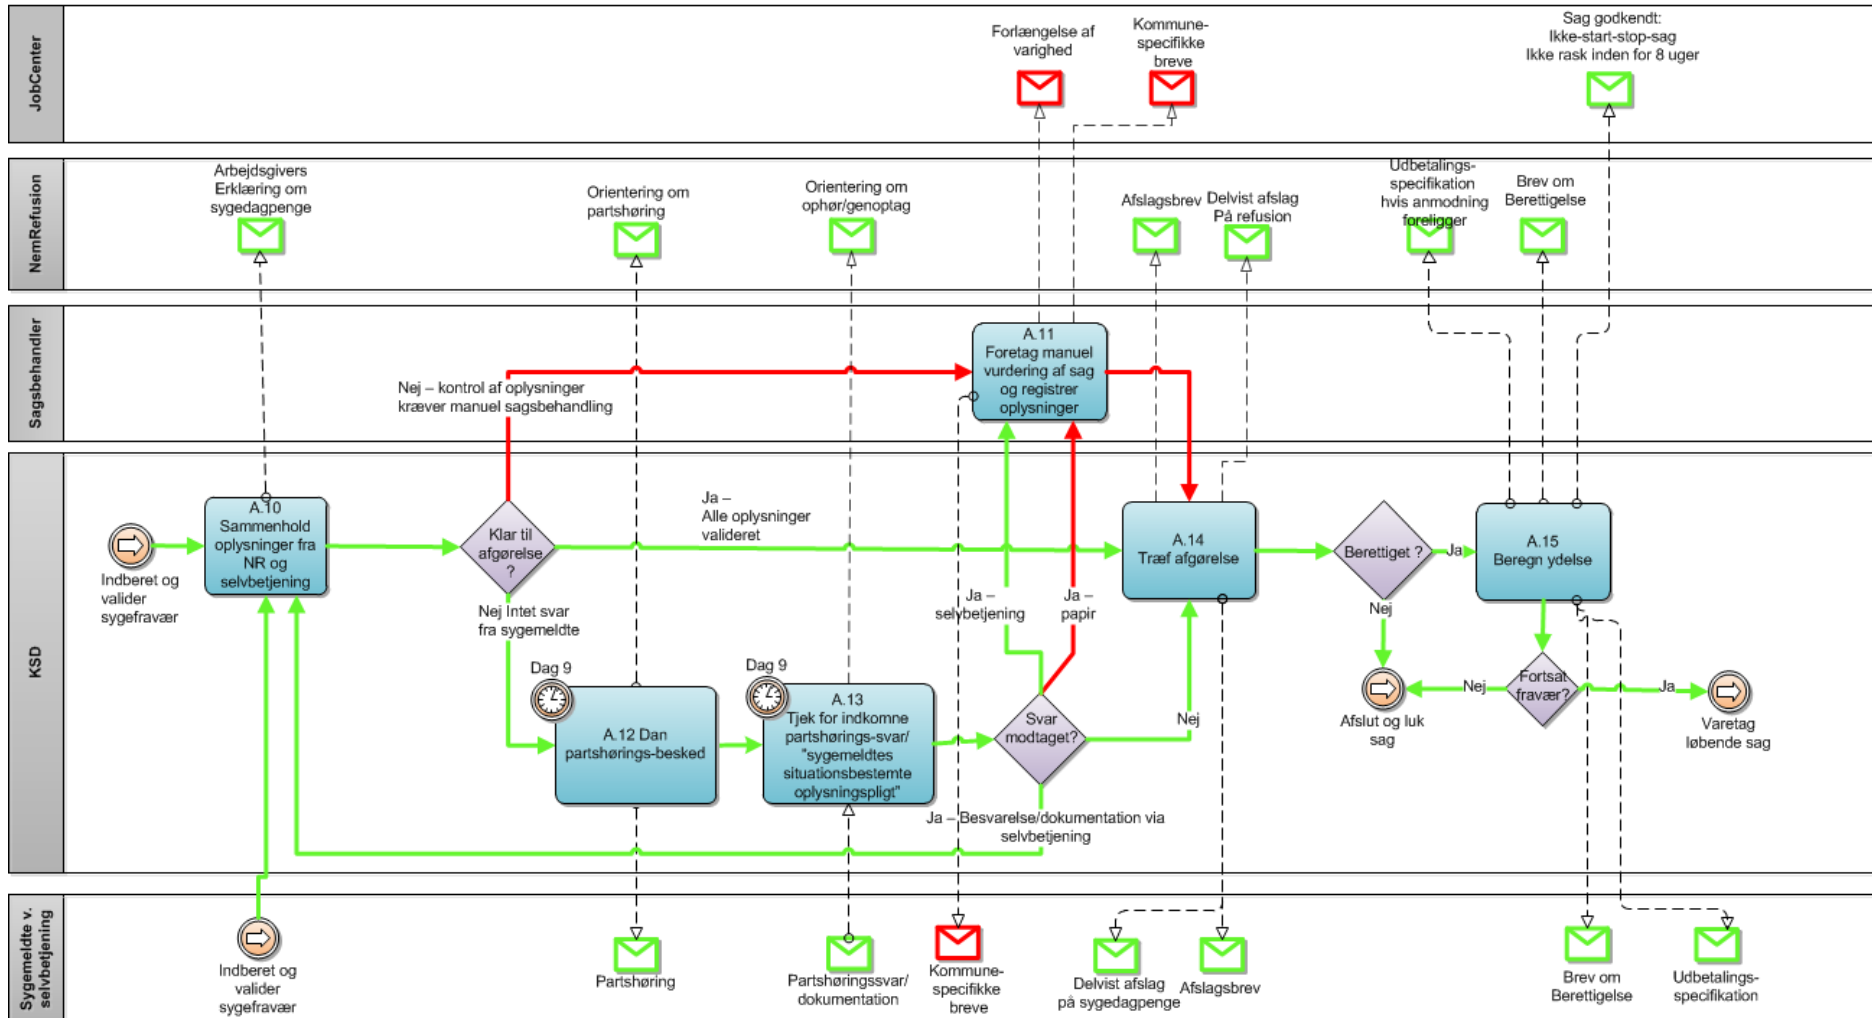 JobCenter
Forlængelse af
varighed
Kommune-
specifikke
breve
Sag godkendt:
Ikke-start-stop-sag
Ikke rask inden for 8 uger
NemRefusion
Arbejdsgivers
Erklæring om
sygedagpenge
Orientering om
partshøring
Orientering om
ophør/genoptag
Afslagsbrev
Delvist afslag
På refusion
Udbetalings-
specifikation
hvis anmodning
foreligger
Brev om
Berettigelse
Sagsbehandler
Nej – kontrol af oplysninger
kræver manuel sagsbehandling
A.11
Foretag manuel
vurdering af sag
og registrer
oplysninger
KSD
Indberet og
valider
sygefravær
A.10
Sammenhold
oplysninger fra
NR og
selvbetjening
Klar til
afgørelse
?
Ja –
Alle oplysninger
valideret
Nej Intet svar
fra sygemeldte
Dag 9
A.12 Dan
partshørings-besked
Dag 9
A.13
Tjek for indkomne
partshørings-svar/
"sygemeldtes
situationsbestemte
oplysningspligt"
Svar
modtaget?
Ja –
selvbetjening
Ja –
papir
Nej
Ja – Besvarelse/dokumentation via
selvbetjening
A.14
Træf afgørelse
Berettiget ?
Ja
Nej
A.15
Beregn ydelse
Fortsat
fravær?
Nej
Ja
Afslut og luk
sag
Varetag
løbende sag
Sygemeldte v.
selvbetjening
Indberet og
valider
sygefravær
Partshøring
Partshøringssvar/
dokumentation
Kommune-
specifikke
breve
Delvist afslag
på sygedagpenge
Afslagsbrev
Brev om
Berettigelse
Udbetalings-
specifikation